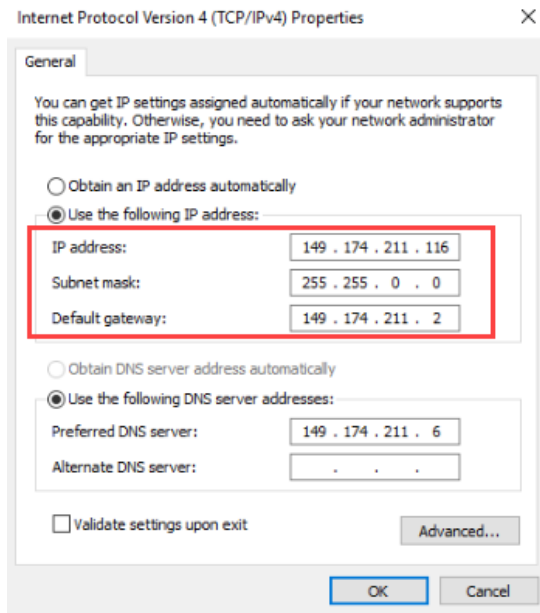 Internet Protocol Version 4 (TCP/IPv4) Properties
General
You can get IP settings assigned automatically if your network supports
this capability. Otherwise, you need to ask your network administrator
for the appropriate IP settings.
Obtain an IP address automatically
Use the following IP address:
IP address: 149 . 174 . 211 . 116
Subnet mask: 255 . 255 . 0 . 0
Default gateway: 149 . 174 . 211 . 2
Obtain DNS server address automatically
Use the following DNS server addresses:
Preferred DNS server: 149 . 174 . 211 . 6
Alternate DNS server: . . .
Validate settings upon exit
Advanced...
OK Cancel